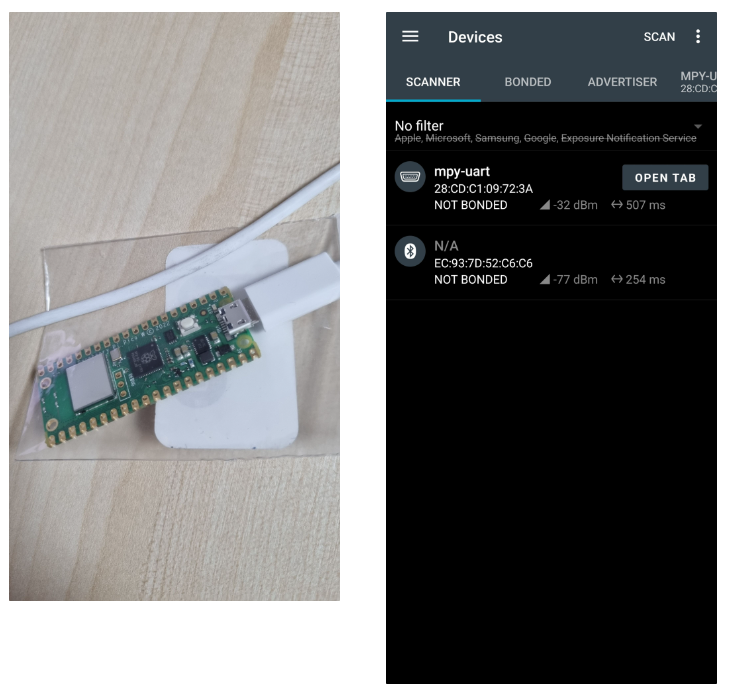 Devices
SCAN
SCANNER
BONDED
ADVERTISER
MPY-U
28:CD:C
No filter
Apple, Microsoft, Samsung, Google, Exposure Notification Service
mpy-uart
OPEN TAB
28:CD:C1:09:72:3A
NOT BONDED
-32 dBm
507 ms
N/A
EC:93:7D:52:C6:C6
NOT BONDED
-77 dBm
254 ms